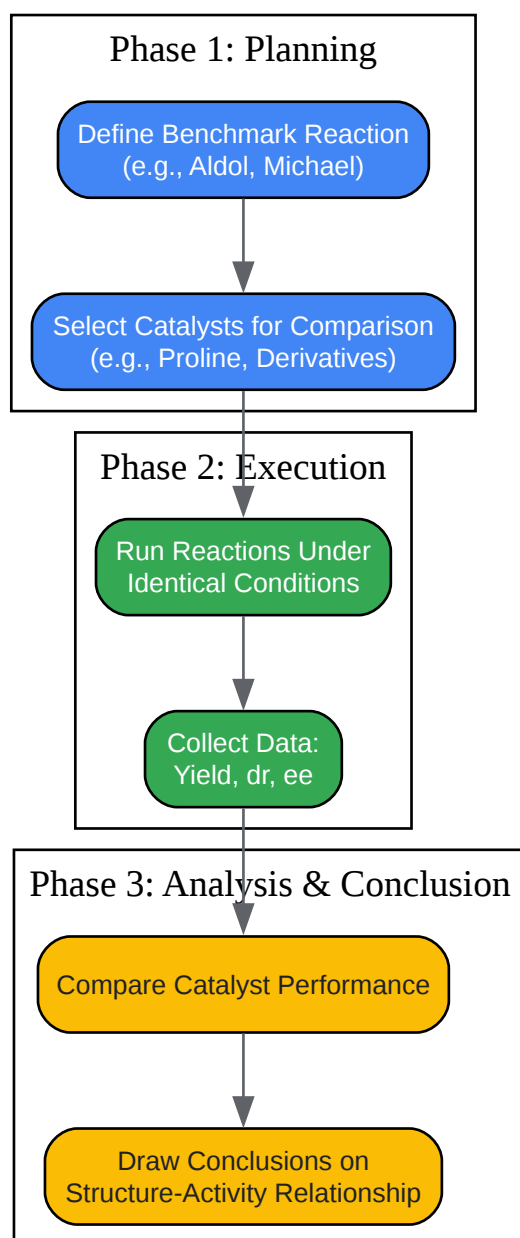 Phase 1: Planning
Define Benchmark Reaction
(e.g., Aldol, Michael)
Select Catalysts for Comparison
(e.g., Proline, Derivatives)
Phase 2: Execution
Run Reactions Under
Identical Conditions
Collect Data:
Yield, dr, ee
Phase 3: Analysis & Conclusion
Compare Catalyst Performance
Draw Conclusions on
Structure-Activity Relationship